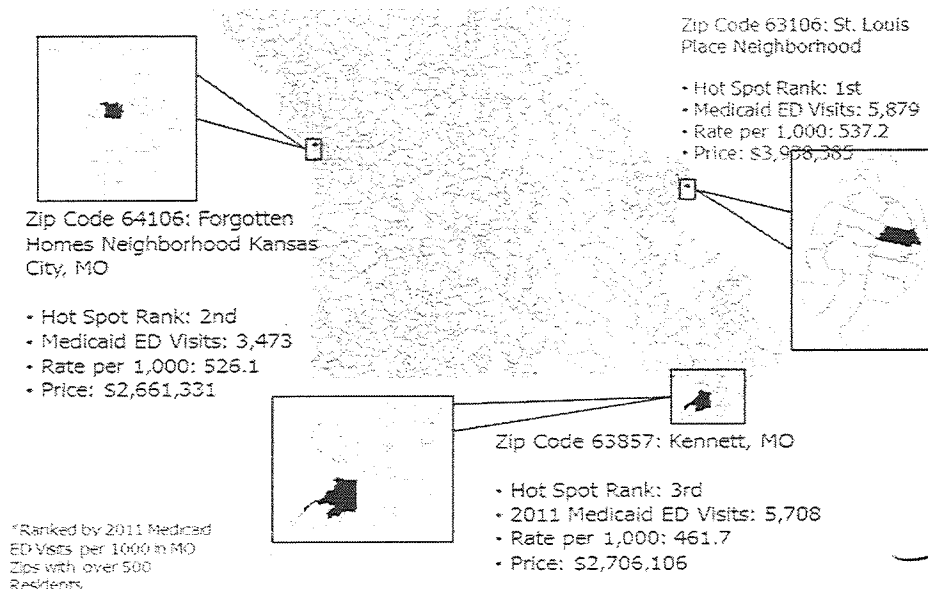 Zip Code 63106: St. Louis
Place Neighborhood
• Hot Spot Rank: 1st
• Medicaid ED Visits: 5,879
• Rate per 1,000: 537.2
• Price: $3,938,385
Zip Code 64106: Forgotten
Homes Neighborhood Kansas
City, MO
• Hot Spot Rank: 2nd
• Medicaid ED Visits: 3,473
• Rate per 1,000: 526.1
• Price: $2,661,331
Zip Code 63857: Kennett, MO
• Hot Spot Rank: 3rd
• 2011 Medicaid ED Visits: 5,708
• Rate per 1,000: 461.7
• Price: $2,706,106
*Ranked by 2011 Medicaid
ED Visits per 1000 in MO
Zips with over 500
Residents